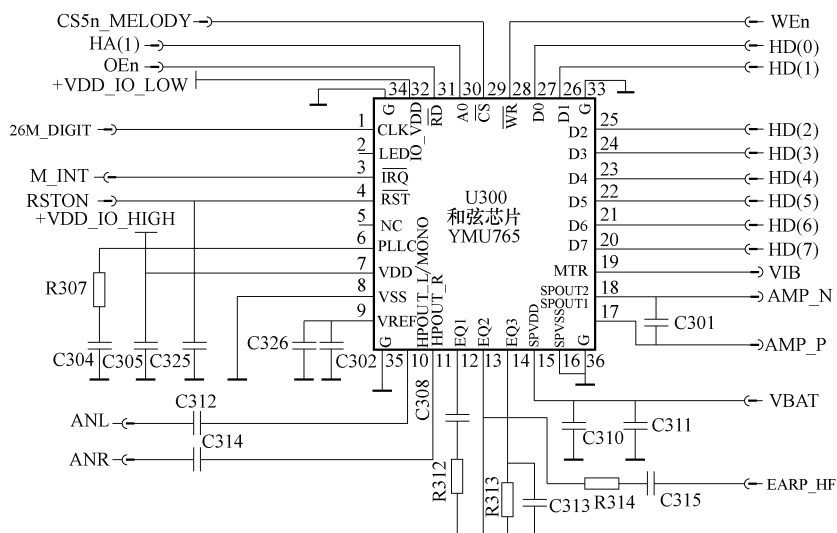 CS5n_MELODY
WEn
HA(1)
HD(0)
OEn
HD(1)
+VDD_IO_LOW
34 32 31 30 29 28 27 26 33
G IO_VDD RD A0 CS WR D0 D1 G
26M_DIGIT 1 CLK D2 25 HD(2)
2 LED D3 24 HD(3)
M_INT 3 IRQ D4 23 HD(4)
RSTON 4 RST U300 D5 22 HD(5)
+VDD_IO_HIGH 和弦芯片
5 NC YMU765 D6 21 HD(6)
6 PLLC D7 20 HD(7)
7 VDD MTR 19 VIB
R307
8 VSS SPOUT2 18 AMP_N
SPOUT1 17
9 VREF
HPOUT_L/MONO HPOUT_R EQ1 EQ2 EQ3 SPVDD SPVSS
G G
C304 C305 C325 C326 C302 C301
AMP_P
35 10 11 12 13 14 15 16 36
C308
C312
ANL
VBAT
C314
C310 C311
ANR
R312 R313 C313 R314 C315 EARP_HF